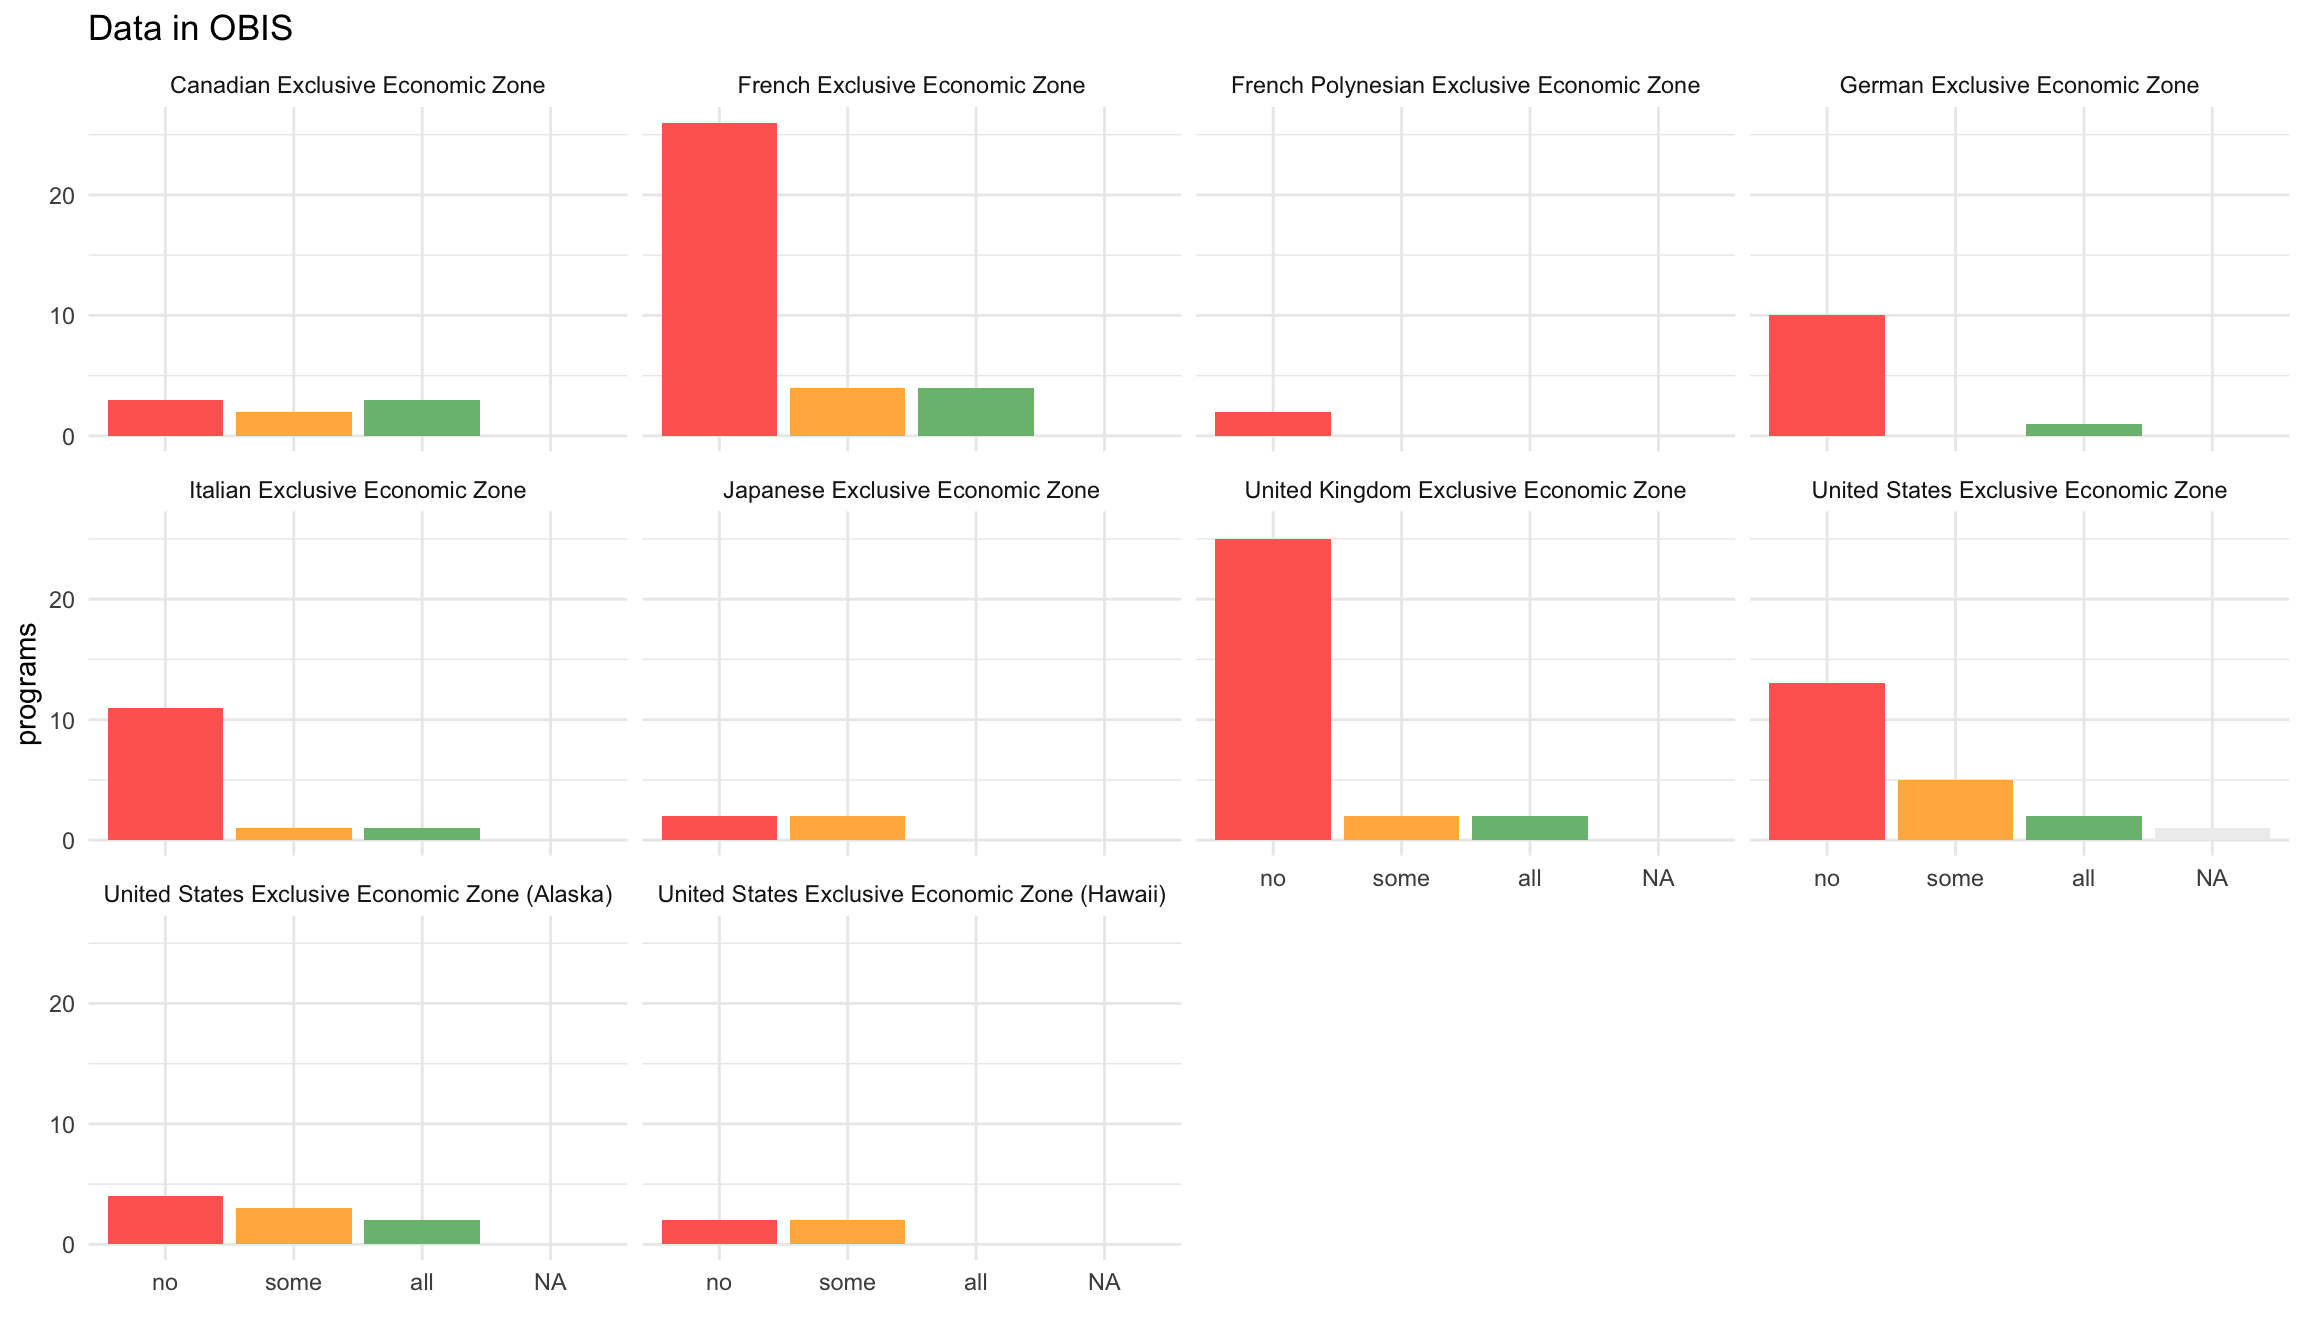 Data in OBIS
Canadian Exclusive Economic Zone
French Exclusive Economic Zone
French Polynesian Exclusive Economic Zone
German Exclusive Economic Zone
20
10
0
Italian Exclusive Economic Zone
Japanese Exclusive Economic Zone
United Kingdom Exclusive Economic Zone
United States Exclusive Economic Zone
programs
20
10
0
no some all NA
no some all NA
United States Exclusive Economic Zone (Alaska)
United States Exclusive Economic Zone (Hawaii)
20
10
0
no some all NA
no some all NA